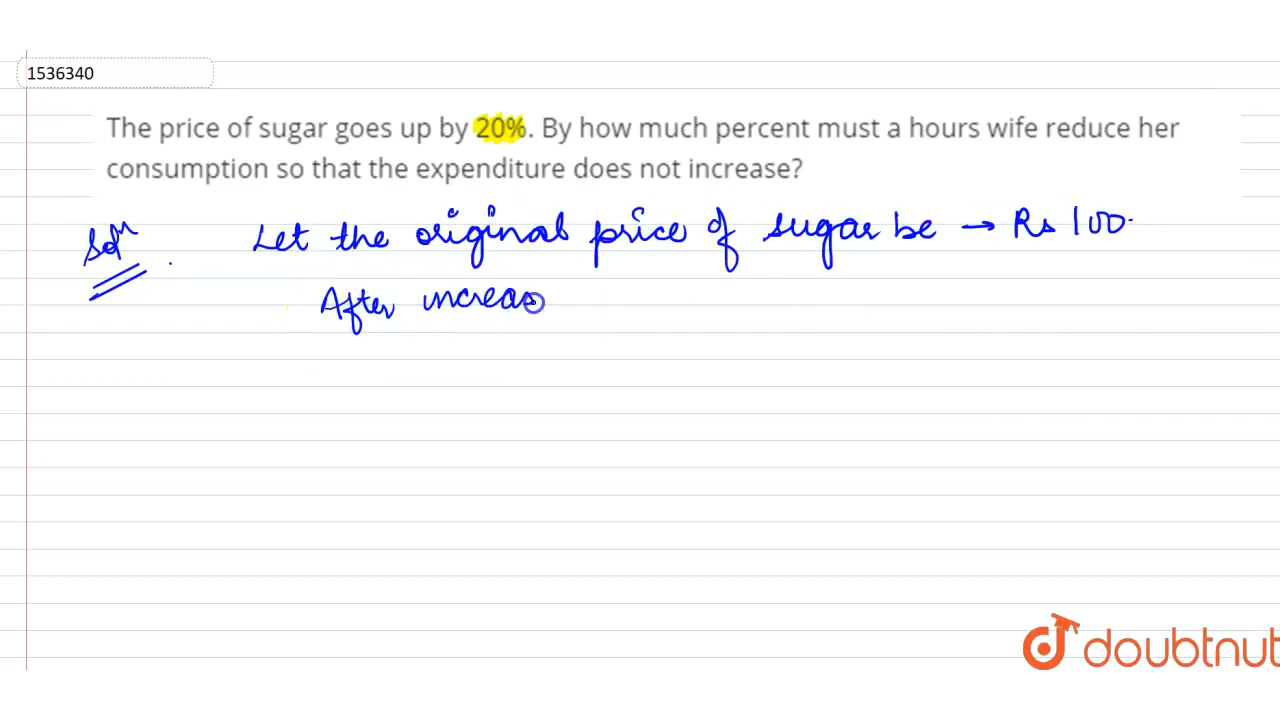 1536340
The price of sugar goes up by 20%. By how much percent must a hours wife reduce her
consumption so that the expenditure does not increase?
Solⁿ Let the original price of sugar be → Rs 100.
After increas
doubtnut